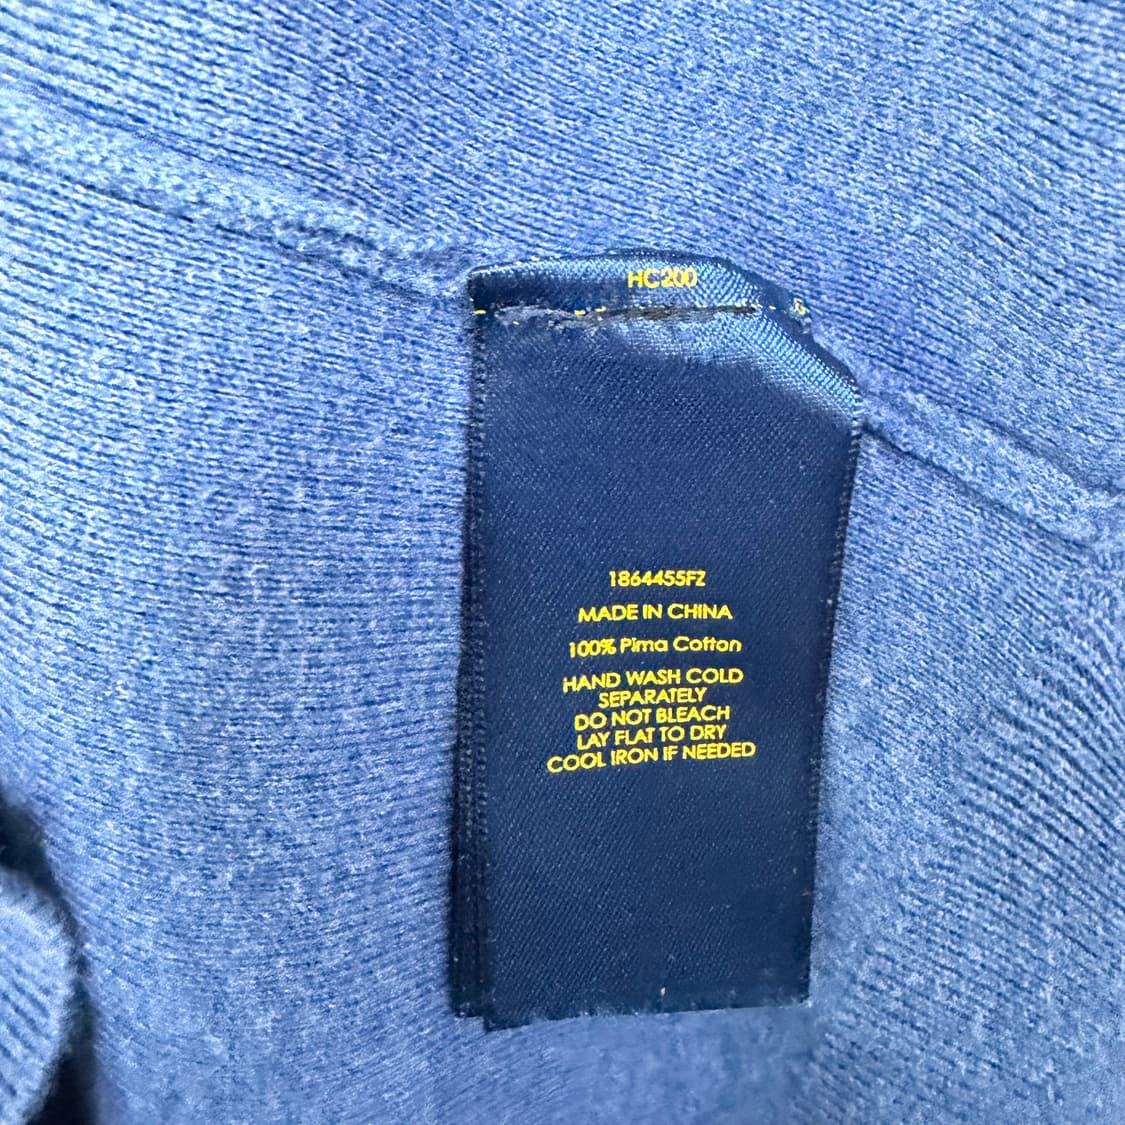 HC200
1864455FZ
MADE IN CHINA
100% Pima Cotton
HAND WASH COLD
SEPARATELY
DO NOT BLEACH
LAY FLAT TO DRY
COOL IRON IF NEEDED